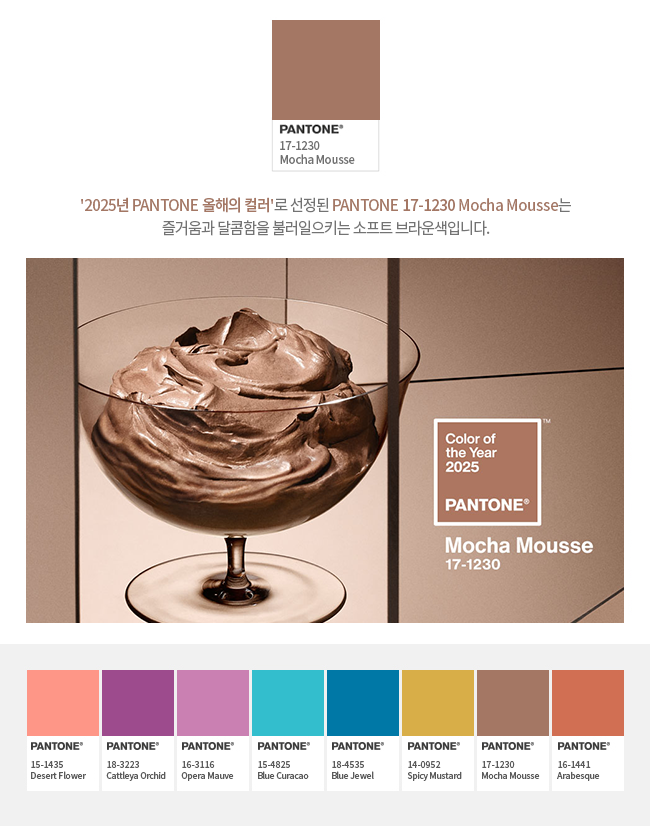 PANTONE®
17-1230
Mocha Mousse
'2025년 PANTONE 올해의 컬러'로 선정된 PANTONE 17-1230 Mocha Mousse는
즐거움과 달콤함을 불러일으키는 소프트 브라운색입니다.
Color of
the Year
2025
PANTONE®
TM
Mocha Mousse
17-1230
PANTONE®
15-1435
Desert Flower
PANTONE®
18-3223
Cattleya Orchid
PANTONE®
16-3116
Opera Mauve
PANTONE®
15-4825
Blue Curacao
PANTONE®
18-4535
Blue Jewel
PANTONE®
14-0952
Spicy Mustard
PANTONE®
17-1230
Mocha Mousse
PANTONE®
16-1441
Arabesque